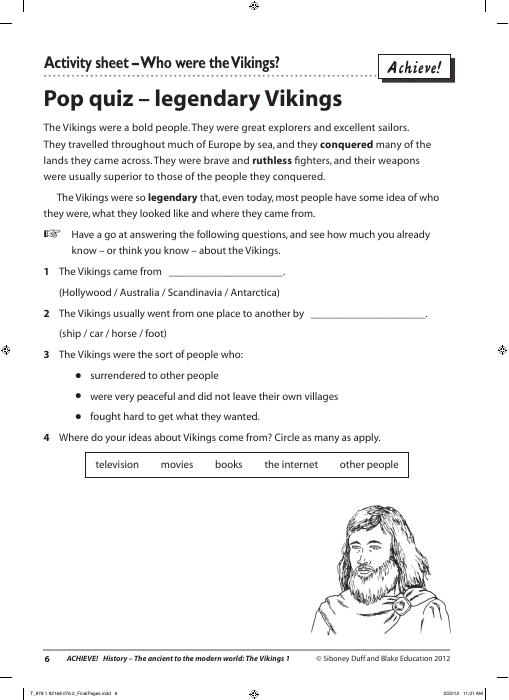 Activity sheet – Who were the Vikings?
Achieve!
Pop quiz – legendary Vikings
The Vikings were a bold people. They were great explorers and excellent sailors.
They travelled throughout much of Europe by sea, and they conquered many of the
lands they came across. They were brave and ruthless fighters, and their weapons
were usually superior to those of the people they conquered.
The Vikings were so legendary that, even today, most people have some idea of who
they were, what they looked like and where they came from.
☞ Have a go at answering the following questions, and see how much you already
know – or think you know – about the Vikings.
1 The Vikings came from ____________________.
(Hollywood / Australia / Scandinavia / Antarctica)
2 The Vikings usually went from one place to another by ____________________.
(ship / car / horse / foot)
3 The Vikings were the sort of people who:
● surrendered to other people
● were very peaceful and did not leave their own villages
● fought hard to get what they wanted.
4 Where do your ideas about Vikings come from? Circle as many as apply.
television movies books the internet other people
6 ACHIEVE! History – The ancient to the modern world: The Vikings 1 © Siboney Duff and Blake Education 2012